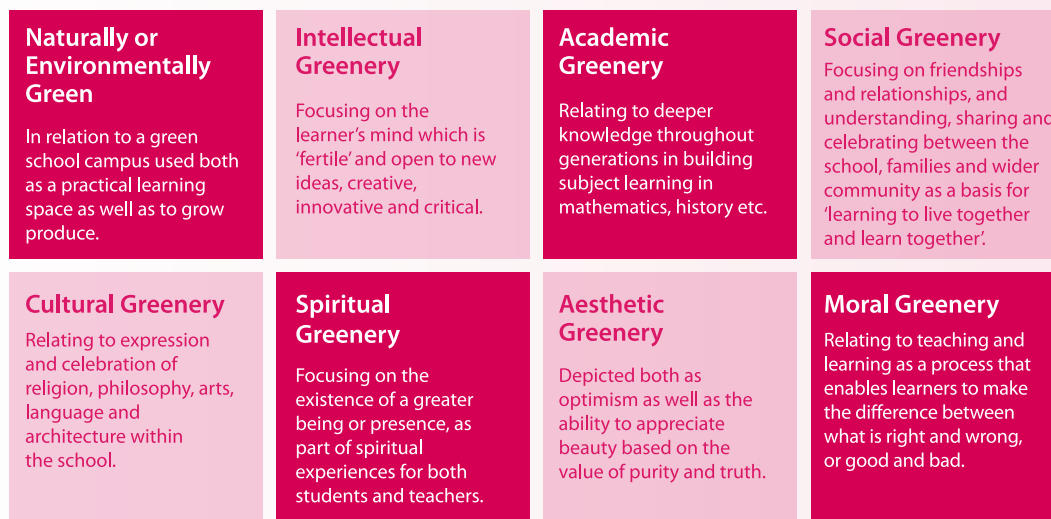 Naturally or
Environmentally
Green
In relation to a green
school campus used both
as a practical learning
space as well as to grow
produce.
Intellectual
Greenery
Focusing on the
learner’s mind which is
‘fertile’ and open to new
ideas, creative,
innovative and critical.
Academic
Greenery
Relating to deeper
knowledge throughout
generations in building
subject learning in
mathematics, history etc.
Social Greenery
Focusing on friendships
and relationships, and
understanding, sharing and
celebrating between the
school, families and wider
community as a basis for
‘learning to live together
and learn together’.
Cultural Greenery
Relating to expression
and celebration of
religion, philosophy, arts,
language and
architecture within
the school.
Spiritual
Greenery
Focusing on the
existence of a greater
being or presence, as
part of spiritual
experiences for both
students and teachers.
Aesthetic
Greenery
Depicted both as
optimism as well as the
ability to appreciate
beauty based on the
value of purity and truth.
Moral Greenery
Relating to teaching and
learning as a process that
enables learners to make
the difference between
what is right and wrong,
or good and bad.